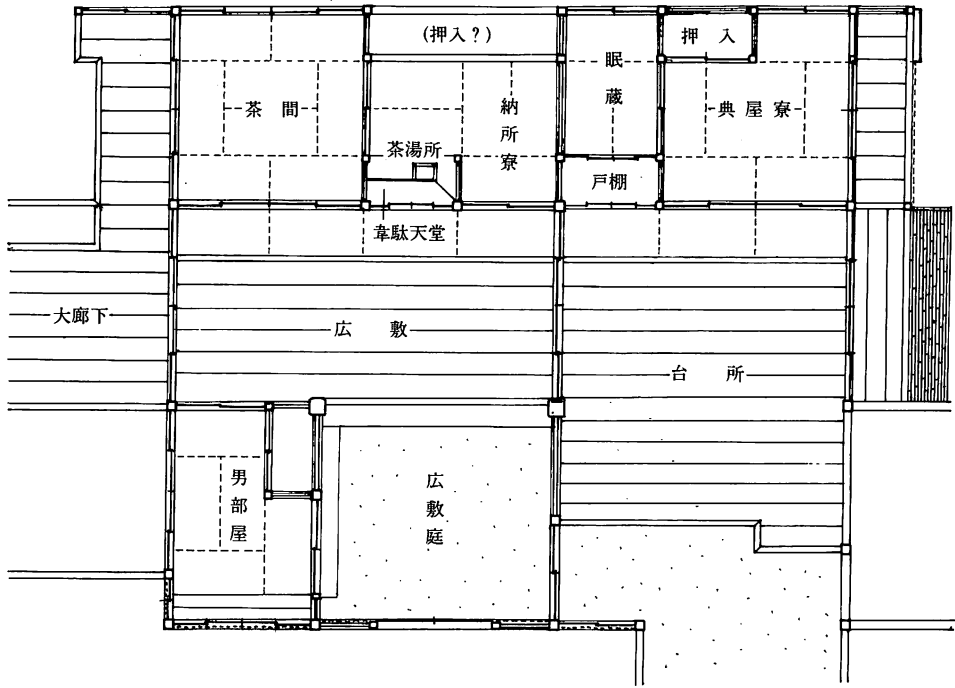 (押入?)
押入
眠蔵
茶間
納所寮
典屋寮
茶湯所
戸棚
韋駄天堂
大廊下
広敷
台所
男部屋
広敷庭